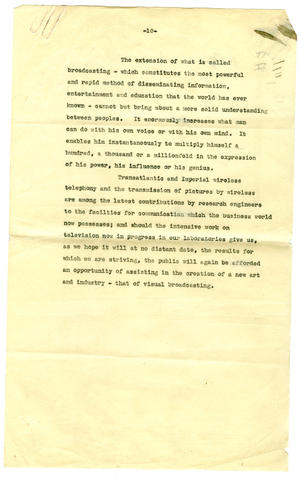 -10-
The extension of what is called
broadcasting - which constitutes the most powerful
and rapid method of disseminating information,
entertainment and education that the world has ever
known - cannot but bring about a more solid understanding
between peoples. It enormously increases what man
can do with his own voice or with his own mind. It
enables him instantaneously to multiply himself a
hundred, a thousand or a millionfold in the expression
of his power, his influence or his genius.
Transatlantic and Imperial wireless
telephony and the transmission of pictures by wireless
are among the latest contributions by research engineers
to the facilities for communication which the business world
now possesses; and should the intensive work on
television now in progress in our laboratories give us,
as we hope it will at no distant date, the results for
which we are striving, the public will again be afforded
an opportunity of assisting in the creation of a new art
and industry - that of visual broadcasting.